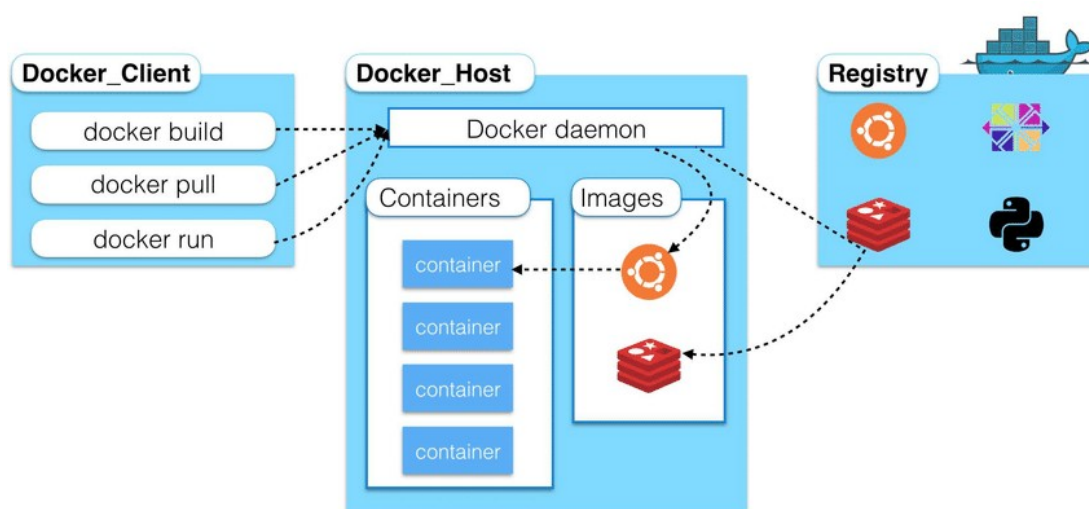 Docker_Client
docker build
docker pull
docker run
Docker_Host
Docker daemon
Containers
container
container
container
container
Images
Registry